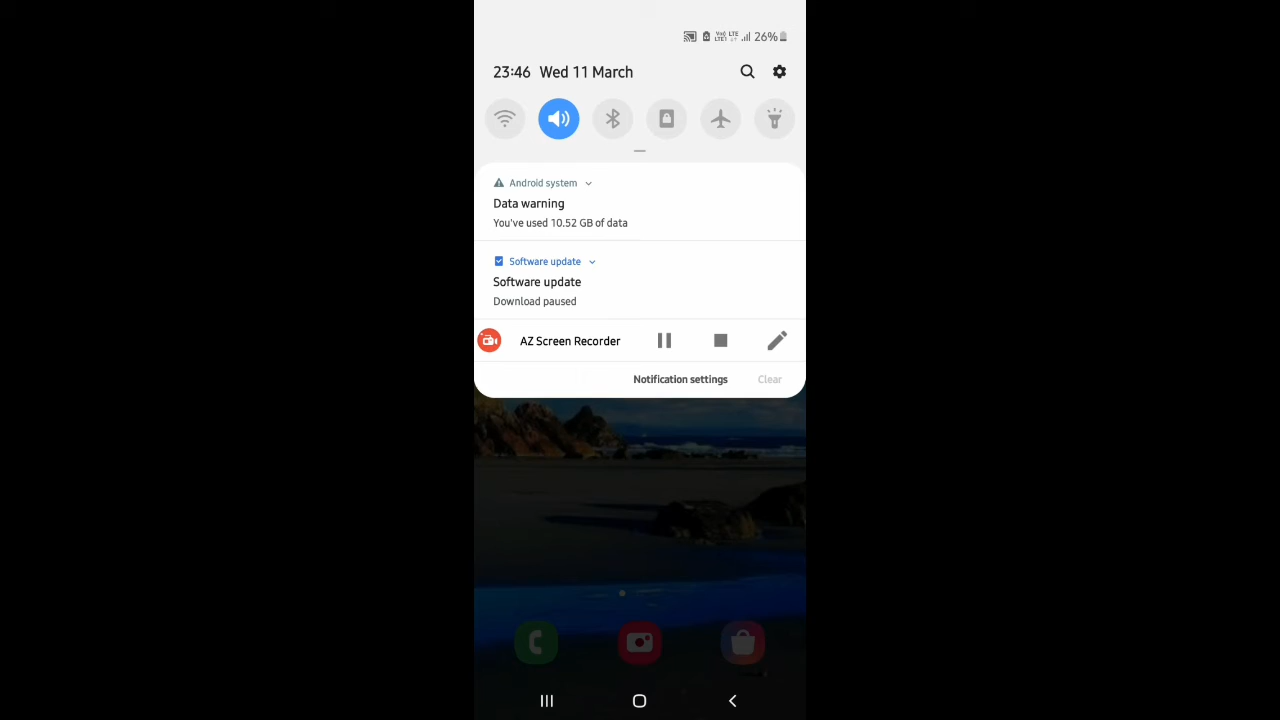 26%
23:46 Wed 11 March
Android system
Data warning
You've used 10.52 GB of data
Software update
Software update
Download paused
AZ Screen Recorder
Notification settings
Clear